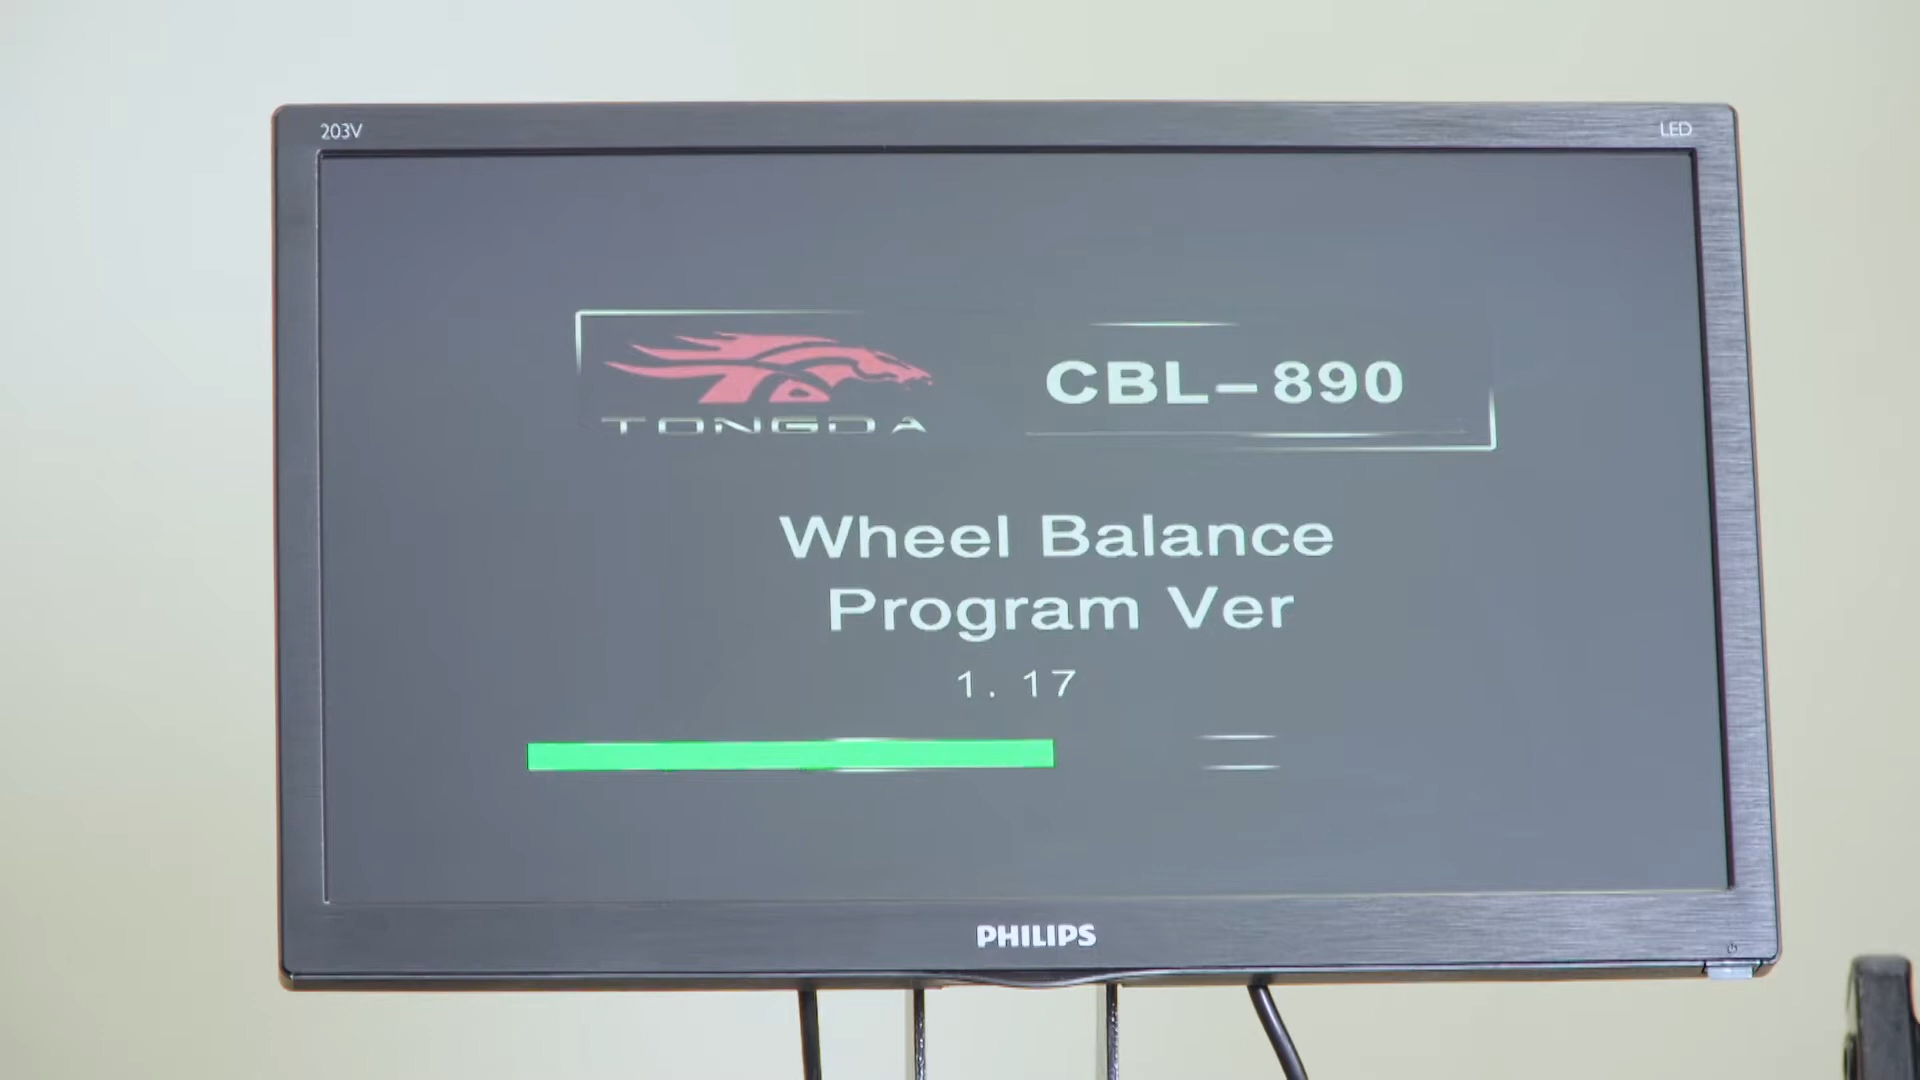 203V
LED
TONGDA
CBL-890
Wheel Balance
Program Ver
1. 17
PHILIPS